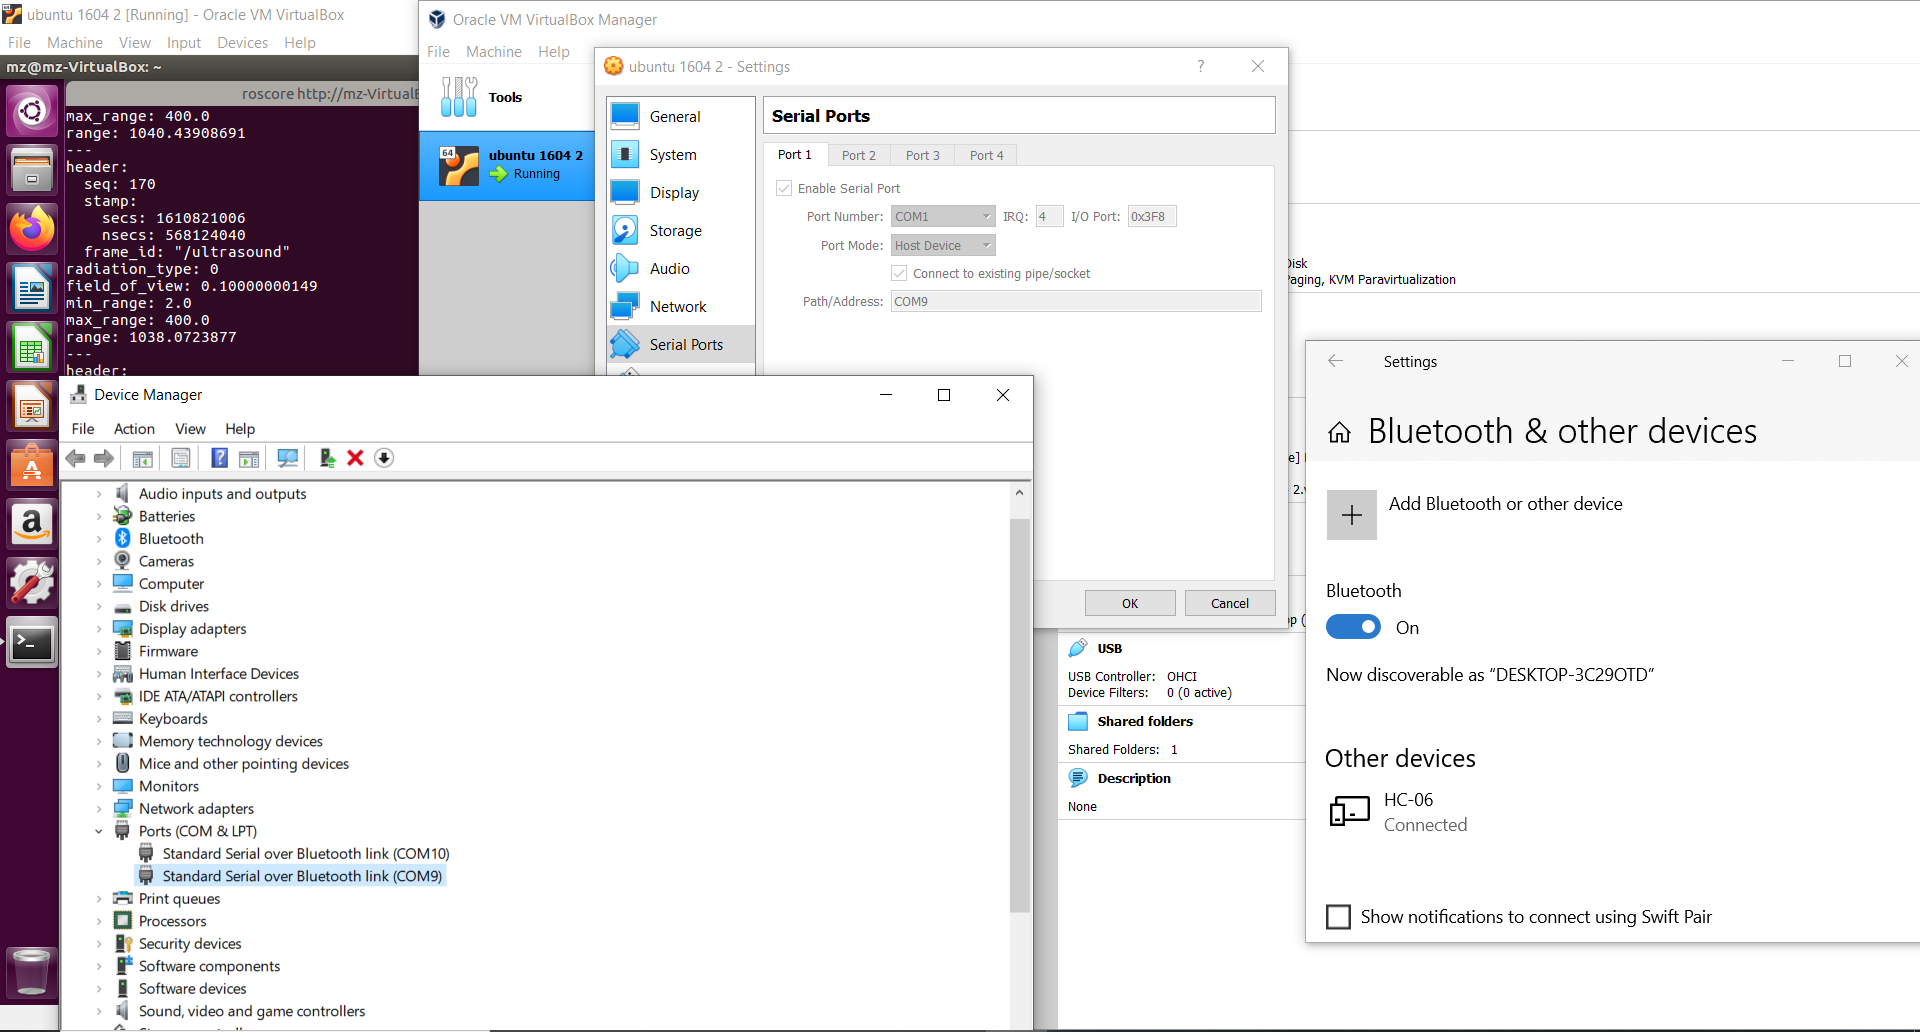 ubuntu 1604 2 [Running] - Oracle VM VirtualBox
File Machine View Input Devices Help
mz@mz-VirtualBox: ~
roscore http://mz-Virtual
max_range: 400.0
range: 1040.43908691
---
header:
seq: 170
stamp:
secs: 1610821006
nsecs: 568124040
frame_id: "/ultrasound"
radiation_type: 0
field_of_view: 0.10000000149
min_range: 2.0
max_range: 400.0
range: 1038.0723877
---
header:
Oracle VM VirtualBox Manager
File Machine Help
Tools
64
ubuntu 1604 2
Running
ubuntu 1604 2 - Settings
?
General
System
Display
Storage
Audio
Network
Serial Ports
Serial Ports
Port 1 Port 2 Port 3 Port 4
Enable Serial Port
Port Number: COM1 IRQ: 4 I/O Port: 0x3F8
Port Mode: Host Device
Connect to existing pipe/socket
Path/Address: COM9
OK Cancel
Disk
Paging, KVM Paravirtualization
e]
2.
op (
USB
USB Controller: OHCI
Device Filters: 0 (0 active)
Shared folders
Shared Folders: 1
Description
None
Device Manager
File Action View Help
Audio inputs and outputs
Batteries
Bluetooth
Cameras
Computer
Disk drives
Display adapters
Firmware
Human Interface Devices
IDE ATA/ATAPI controllers
Keyboards
Memory technology devices
Mice and other pointing devices
Monitors
Network adapters
Ports (COM & LPT)
Standard Serial over Bluetooth link (COM10)
Standard Serial over Bluetooth link (COM9)
Print queues
Processors
Security devices
Software components
Software devices
Sound, video and game controllers
Settings
Bluetooth & other devices
Add Bluetooth or other device
Bluetooth
On
Now discoverable as “DESKTOP-3C29OTD”
Other devices
HC-06
Connected
Show notifications to connect using Swift Pair